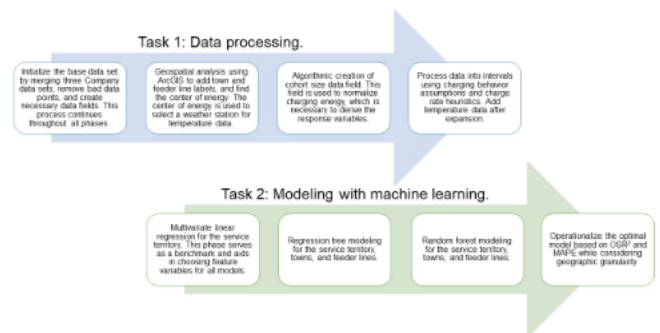 Task 1: Data processing.
Initialize the base data set
by merging three Company
data sets, remove bad data
points, and create
necessary data fields. This
process continues
throughout all phases.
Geospatial analysis using
ArcGIS to add town and
feeder line labels, and find
the center of energy. The
center of energy is used to
select a weather station for
temperature data.
Algorithmic creation of
cohort size data field. This
field is used to normalize
charging energy, which is
necessary to derive the
response variables.
Process data into intervals
using charging behavior
assumptions and charge
rate heuristics. Add
temperature data after
expansion.
Task 2: Modeling with machine learning.
Multivariate linear
regression for the service
territory. This phase serves
as a benchmark and aids
in choosing feature
variables for all models.
Regression tree modeling
for the service territory,
towns, and feeder lines.
Random forest modeling
for the service territory,
towns, and feeder lines.
Operationalize the optimal
model based on OSR² and
MAPE while considering
geographic granularity.